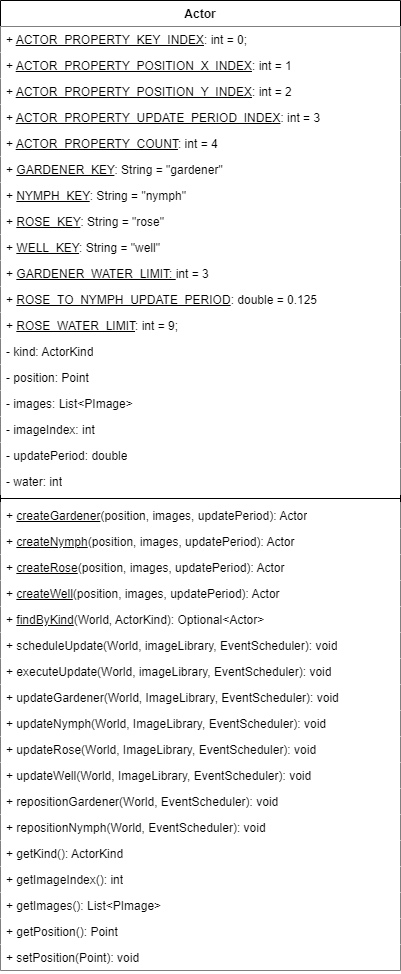 Actor
+ ACTOR_PROPERTY_KEY_INDEX: int = 0;
+ ACTOR_PROPERTY_POSITION_X_INDEX: int = 1
+ ACTOR_PROPERTY_POSITION_Y_INDEX: int = 2
+ ACTOR_PROPERTY_UPDATE_PERIOD_INDEX: int = 3
+ ACTOR_PROPERTY_COUNT: int = 4
+ GARDENER_KEY: String = "gardener"
+ NYMPH_KEY: String = "nymph"
+ ROSE_KEY: String = "rose"
+ WELL_KEY: String = "well"
+ GARDENER_WATER_LIMIT: int = 3
+ ROSE_TO_NYMPH_UPDATE_PERIOD: double = 0.125
+ ROSE_WATER_LIMIT: int = 9;
- kind: ActorKind
- position: Point
- images: List<PImage>
- imageIndex: int
- updatePeriod: double
- water: int
+ createGardener(position, images, updatePeriod): Actor
+ createNymph(position, images, updatePeriod): Actor
+ createRose(position, images, updatePeriod): Actor
+ createWell(position, images, updatePeriod): Actor
+ findByKind(World, ActorKind): Optional<Actor>
+ scheduleUpdate(World, imageLibrary, EventScheduler): void
+ executeUpdate(World, imageLibrary, EventScheduler): void
+ updateGardener(World, ImageLibrary, EventScheduler): void
+ updateNymph(World, ImageLibrary, EventScheduler): void
+ updateRose(World, ImageLibrary, EventScheduler): void
+ updateWell(World, ImageLibrary, EventScheduler): void
+ repositionGardener(World, EventScheduler): void
+ repositionNymph(World, EventScheduler): void
+ getKind(): ActorKind
+ getImageIndex(): int
+ getImages(): List<PImage>
+ getPosition(): Point
+ setPosition(Point): void